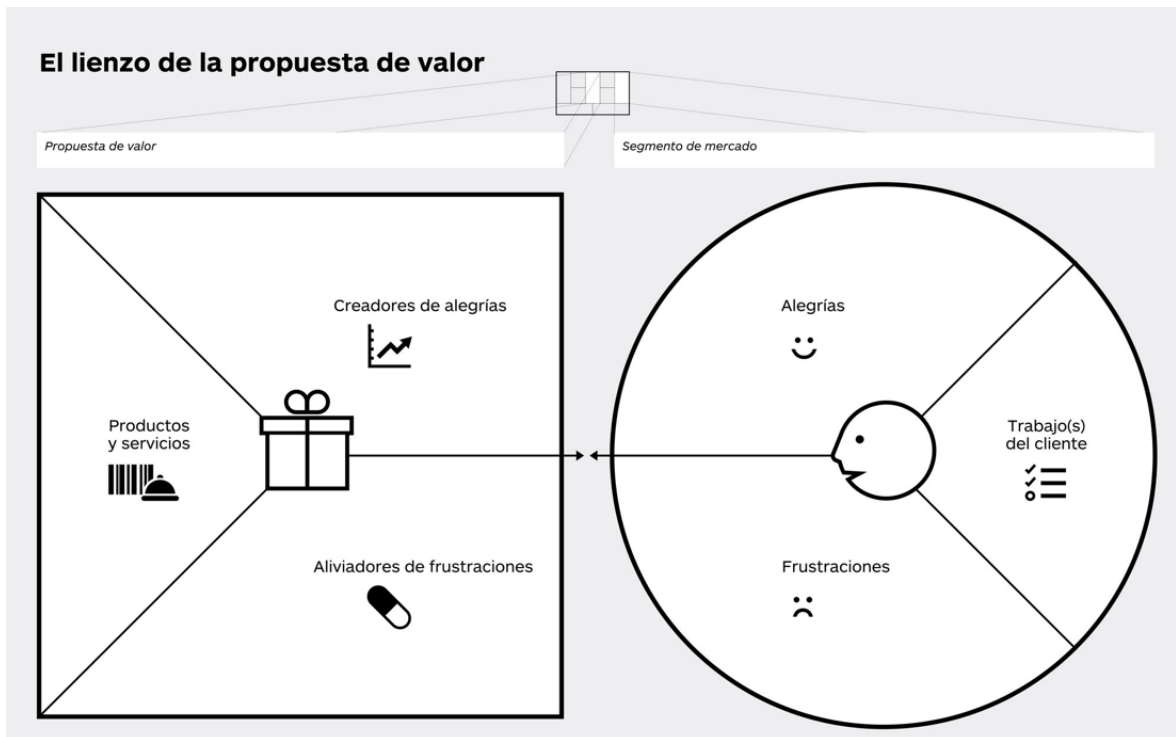 El lienzo de la propuesta de valor
Propuesta de valor
Segmento de mercado
Creadores de alegrías
Productos
y servicios
Aliviadores de frustraciones
Alegrías
Trabajo(s)
del cliente
Frustraciones